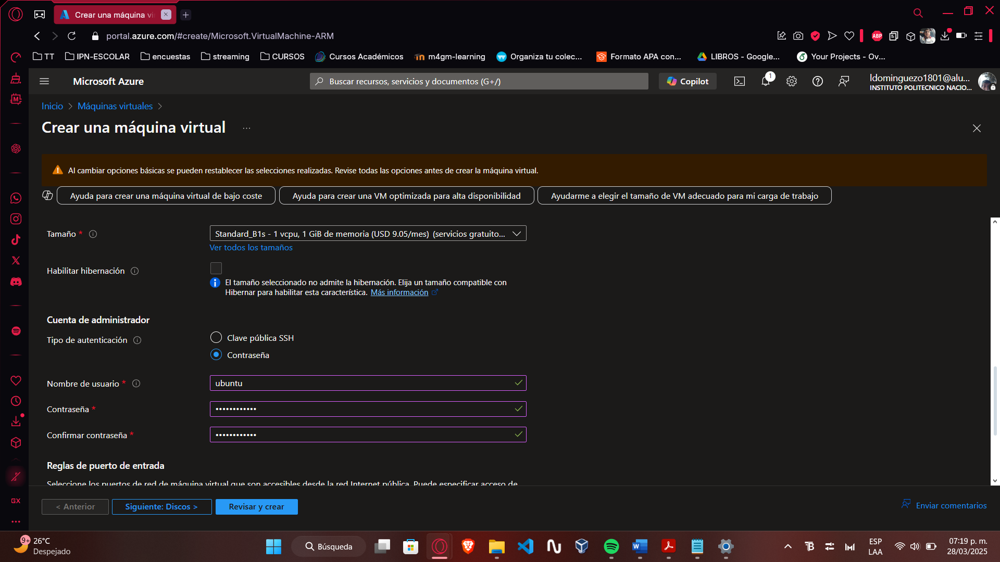 Crear una máquina vi
portal.azure.com/#create/Microsoft.VirtualMachine-ARM
ABP
TT
IPN-ESCOLAR
encuestas
streaming
CURSOS
Cursos Académicos
m4gm-learning
Organiza tu colec...
Formato APA con...
LIBROS - Google...
Your Projects - Ov...
Microsoft Azure
Buscar recursos, servicios y documentos (G+/)
Copilot
1
ldominguezo1801@alu...
INSTITUTO POLITECNICO NACIO...
Inicio > Máquinas virtuales >
Crear una máquina virtual ...
Al cambiar opciones básicas se pueden restablecer las selecciones realizadas. Revise todas las opciones antes de crear la máquina virtual.
Ayuda para crear una máquina virtual de bajo coste
Ayuda para crear una VM optimizada para alta disponibilidad
Ayudarme a elegir el tamaño de VM adecuado para mi carga de trabajo
Tamaño *
Standard_B1s - 1 vcpu, 1 GiB de memoria (USD 9.05/mes) (servicios gratuito...
Ver todos los tamaños
Habilitar hibernación
El tamaño seleccionado no admite la hibernación. Elija un tamaño compatible con
Hibernar para habilitar esta característica. Más información
Cuenta de administrador
Tipo de autenticación
Clave pública SSH
Contraseña
Nombre de usuario *
ubuntu
Contraseña *
••••••••••••
Confirmar contraseña *
••••••••••••
Reglas de puerto de entrada
Seleccione los puertos de red de máquina virtual que son accesibles desde la red Internet pública. Puede especificar acceso de
< Anterior
Siguiente: Discos >
Revisar y crear
Enviar comentarios
GX
9+
26°C
Despejado
Búsqueda
ESP
LAA
07:19 p. m.
28/03/2025